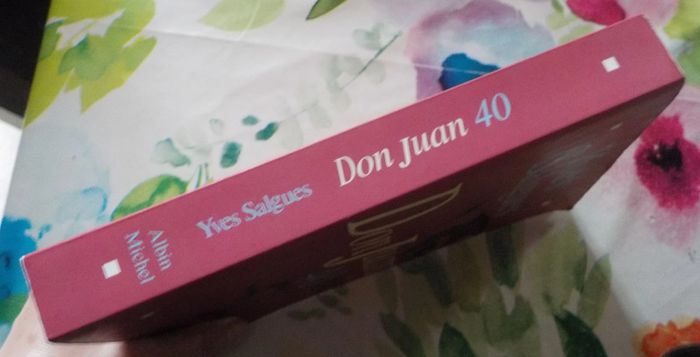 Albin
Michel
Yves Salgues
Don Juan 40